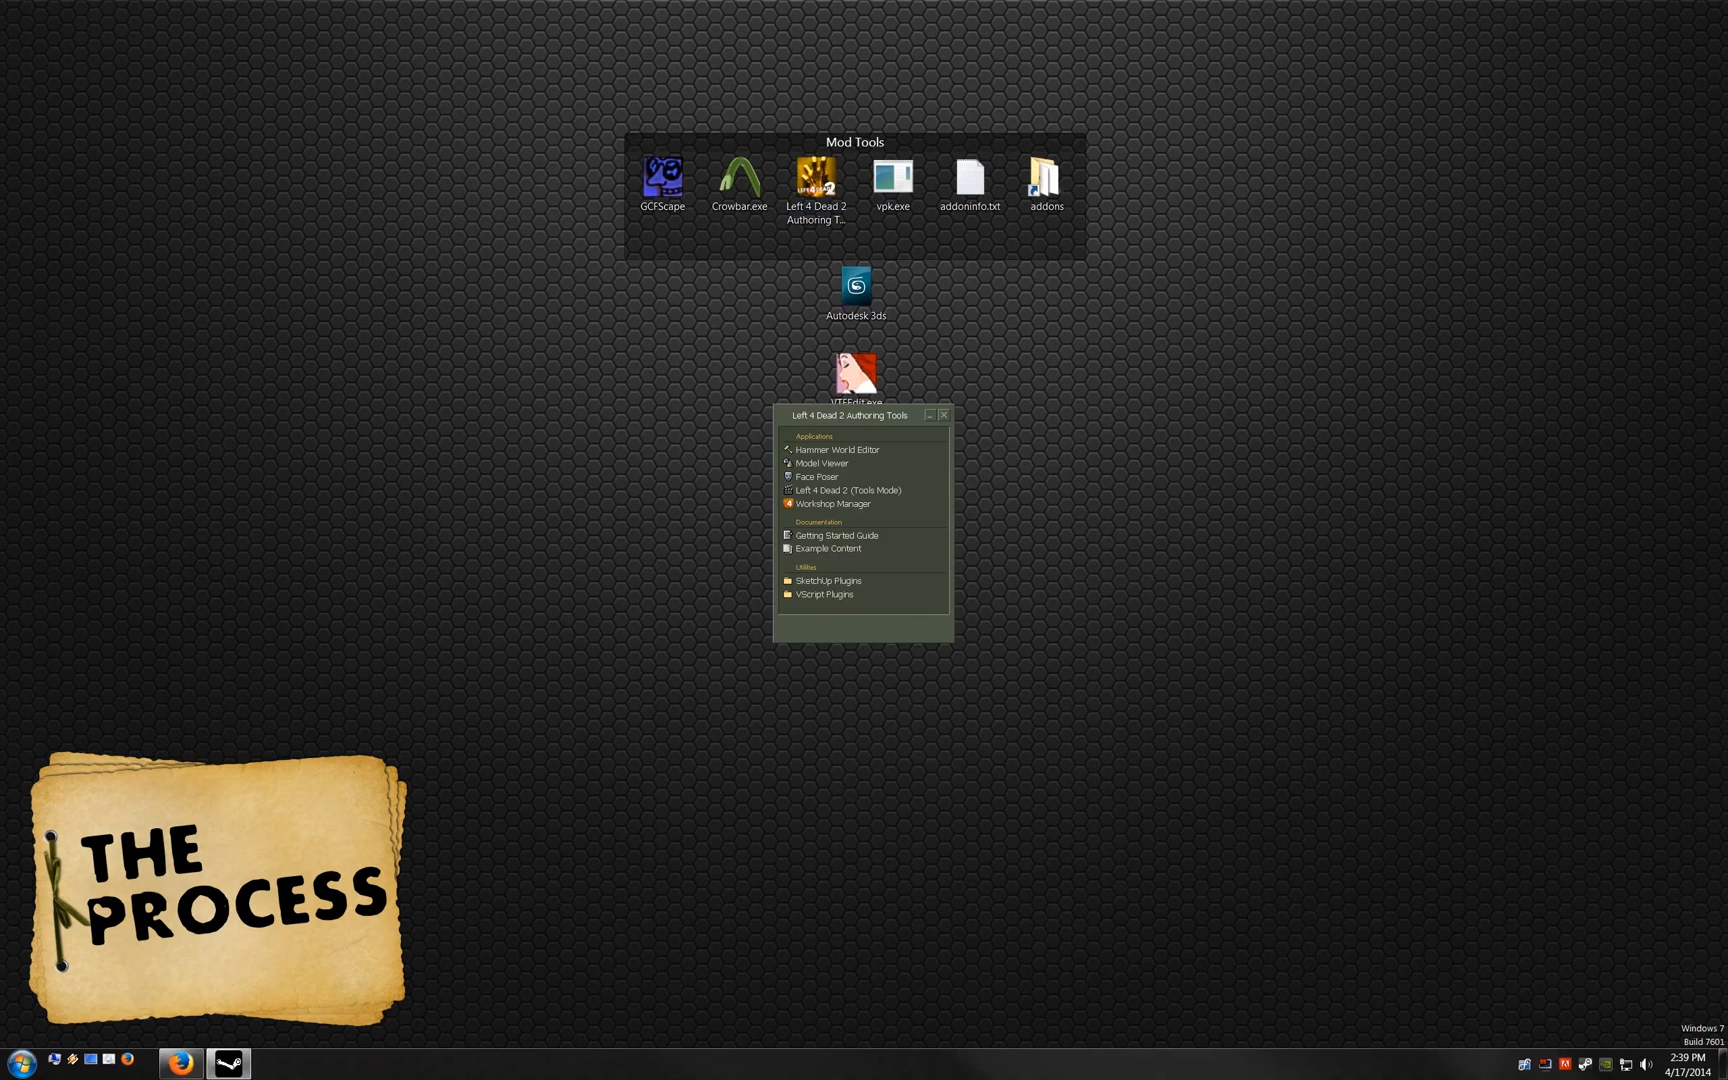 Mod Tools
GCFScape
Crowbar.exe
Left 4 Dead 2
Authoring T...
vpk.exe
addoninfo.txt
addons
Autodesk 3ds
VTFEdit.exe
Left 4 Dead 2 Authoring Tools
Applications
Hammer World Editor
Model Viewer
Face Poser
Left 4 Dead 2 (Tools Mode)
Workshop Manager
Documentation
Getting Started Guide
Example Content
Utilities
SketchUp Plugins
VScript Plugins
THE
PROCESS
Windows 7
Build 7601
2:39 PM
4/17/2014